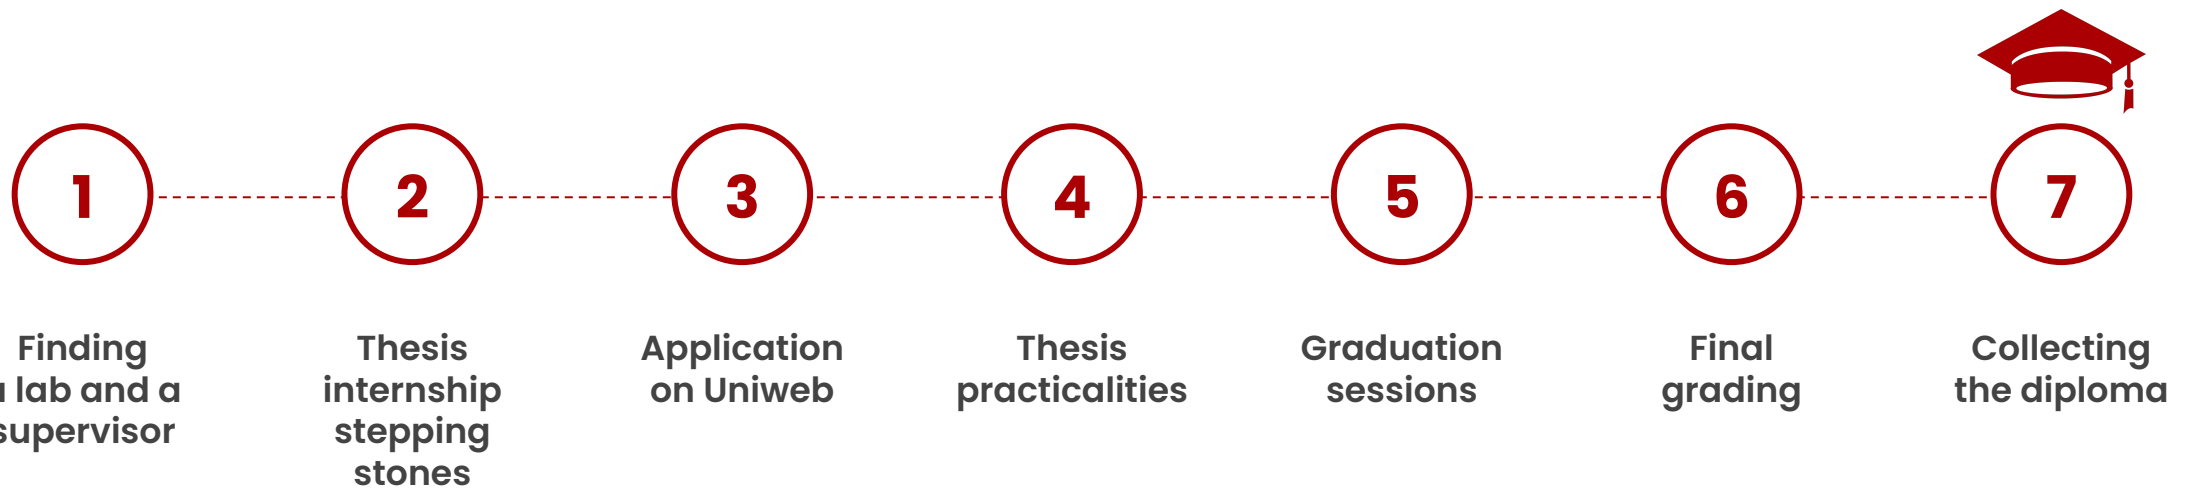 1
2
3
4
5
6
7
Finding
a lab and a
supervisor
Thesis
internship
stepping
stones
Application
on Uniweb
Thesis
practicalities
Graduation
sessions
Final
grading
Collecting
the diploma